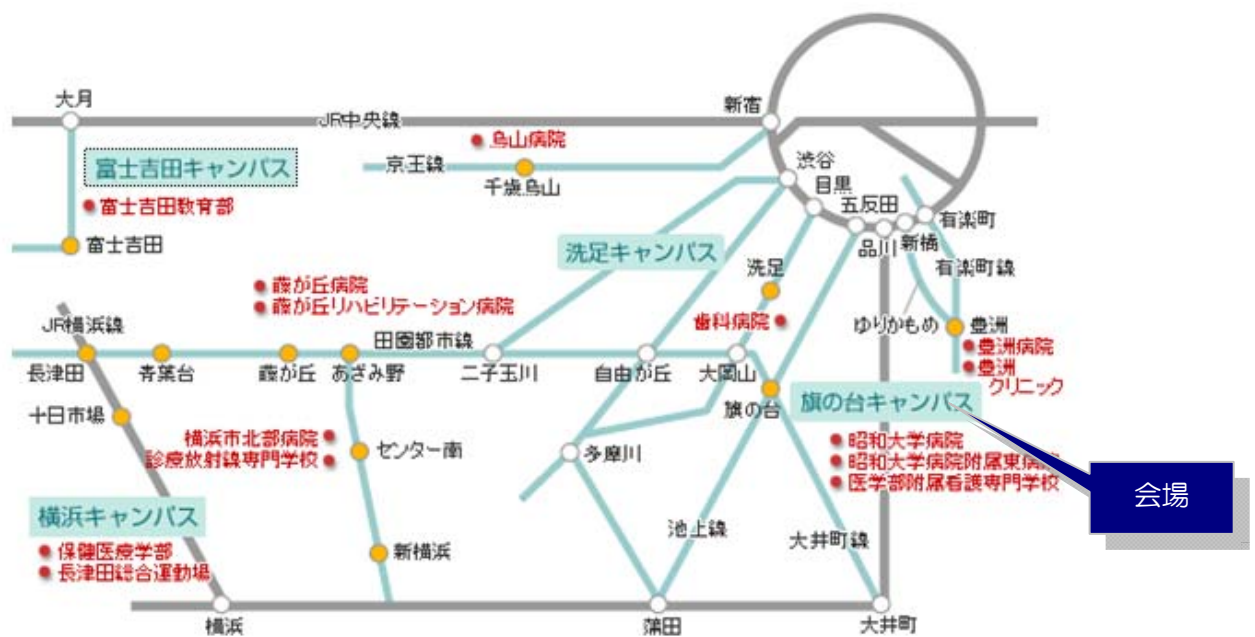 大月
新宿
JR中央線
烏山病院
京王線
千歳烏山
渋谷
目黒
五反田
品川
新橋
有楽町
有楽町線
富士吉田キャンパス
富士吉田教育部
富士吉田
洗足キャンパス
洗足
歯科病院
ゆりかもめ
豊洲
豊洲病院
豊洲
クリニック
藤が丘病院
藤が丘リハビリテーション病院
JR横浜線
田園都市線
長津田
青葉台
藤が丘
あざみ野
二子玉川
自由が丘
大岡山
旗の台
旗の台キャンパス
昭和大学病院
昭和大学病院附属東病院
医学部附属看護専門学校
会場
十日市場
横浜市北部病院
診療放射線専門学校
センター南
多摩川
横浜キャンパス
保健医療学部
長津田総合運動場
新横浜
池上線
大井町線
横浜
蒲田
大井町